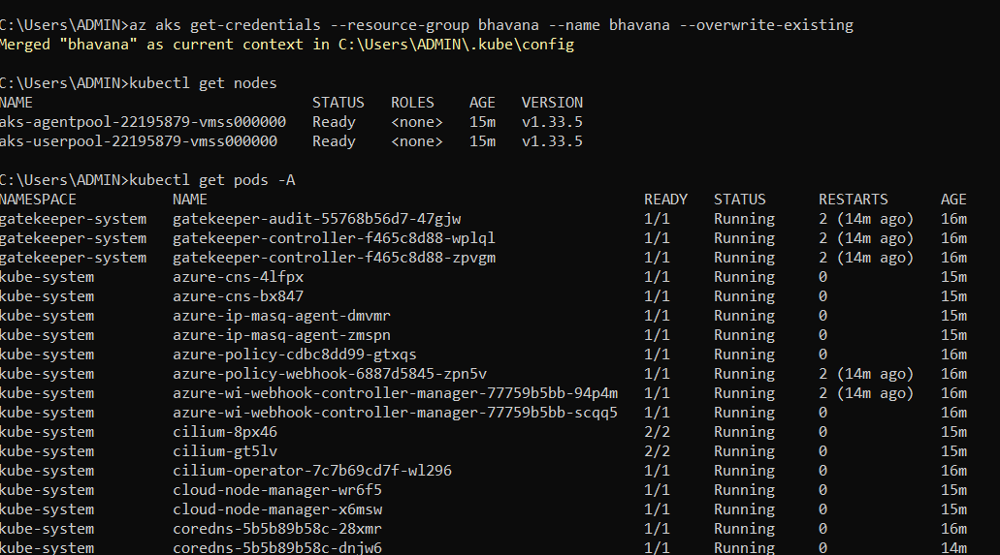 C:\Users\ADMIN>az aks get-credentials --resource-group bhavana --name bhavana --overwrite-existing
Merged "bhavana" as current context in C:\Users\ADMIN\.kube\config
C:\Users\ADMIN>kubectl get nodes
NAME STATUS ROLES AGE VERSION
aks-agentpool-22195879-vmss000000 Ready <none> 15m v1.33.5
aks-userpool-22195879-vmss000000 Ready <none> 15m v1.33.5
C:\Users\ADMIN>kubectl get pods -A
NAMESPACE NAME READY STATUS RESTARTS AGE
gatekeeper-system gatekeeper-audit-55768b56d7-47gjw 1/1 Running 2 (14m ago) 16m
gatekeeper-system gatekeeper-controller-f465c8d88-wplql 1/1 Running 2 (14m ago) 16m
gatekeeper-system gatekeeper-controller-f465c8d88-zpvgm 1/1 Running 2 (14m ago) 16m
kube-system azure-cns-4lfpx 1/1 Running 0 15m
kube-system azure-cns-bx847 1/1 Running 0 15m
kube-system azure-ip-masq-agent-dmvmr 1/1 Running 0 15m
kube-system azure-ip-masq-agent-zmspn 1/1 Running 0 15m
kube-system azure-policy-cdbc8dd99-gtxqs 1/1 Running 0 16m
kube-system azure-policy-webhook-6887d5845-zpn5v 1/1 Running 2 (14m ago) 16m
kube-system azure-wi-webhook-controller-manager-77759b5bb-94p4m 1/1 Running 2 (14m ago) 16m
kube-system azure-wi-webhook-controller-manager-77759b5bb-scqq5 1/1 Running 0 16m
kube-system cilium-8px46 2/2 Running 0 15m
kube-system cilium-gt5lv 2/2 Running 0 15m
kube-system cilium-operator-7c7b69cd7f-wl296 1/1 Running 0 16m
kube-system cloud-node-manager-wr6f5 1/1 Running 0 15m
kube-system cloud-node-manager-x6msw 1/1 Running 0 15m
kube-system coredns-5b5b89b58c-28xmr 1/1 Running 0 16m
kube-system coredns-5b5b89b58c-dnjw6 1/1 Running 0 14m